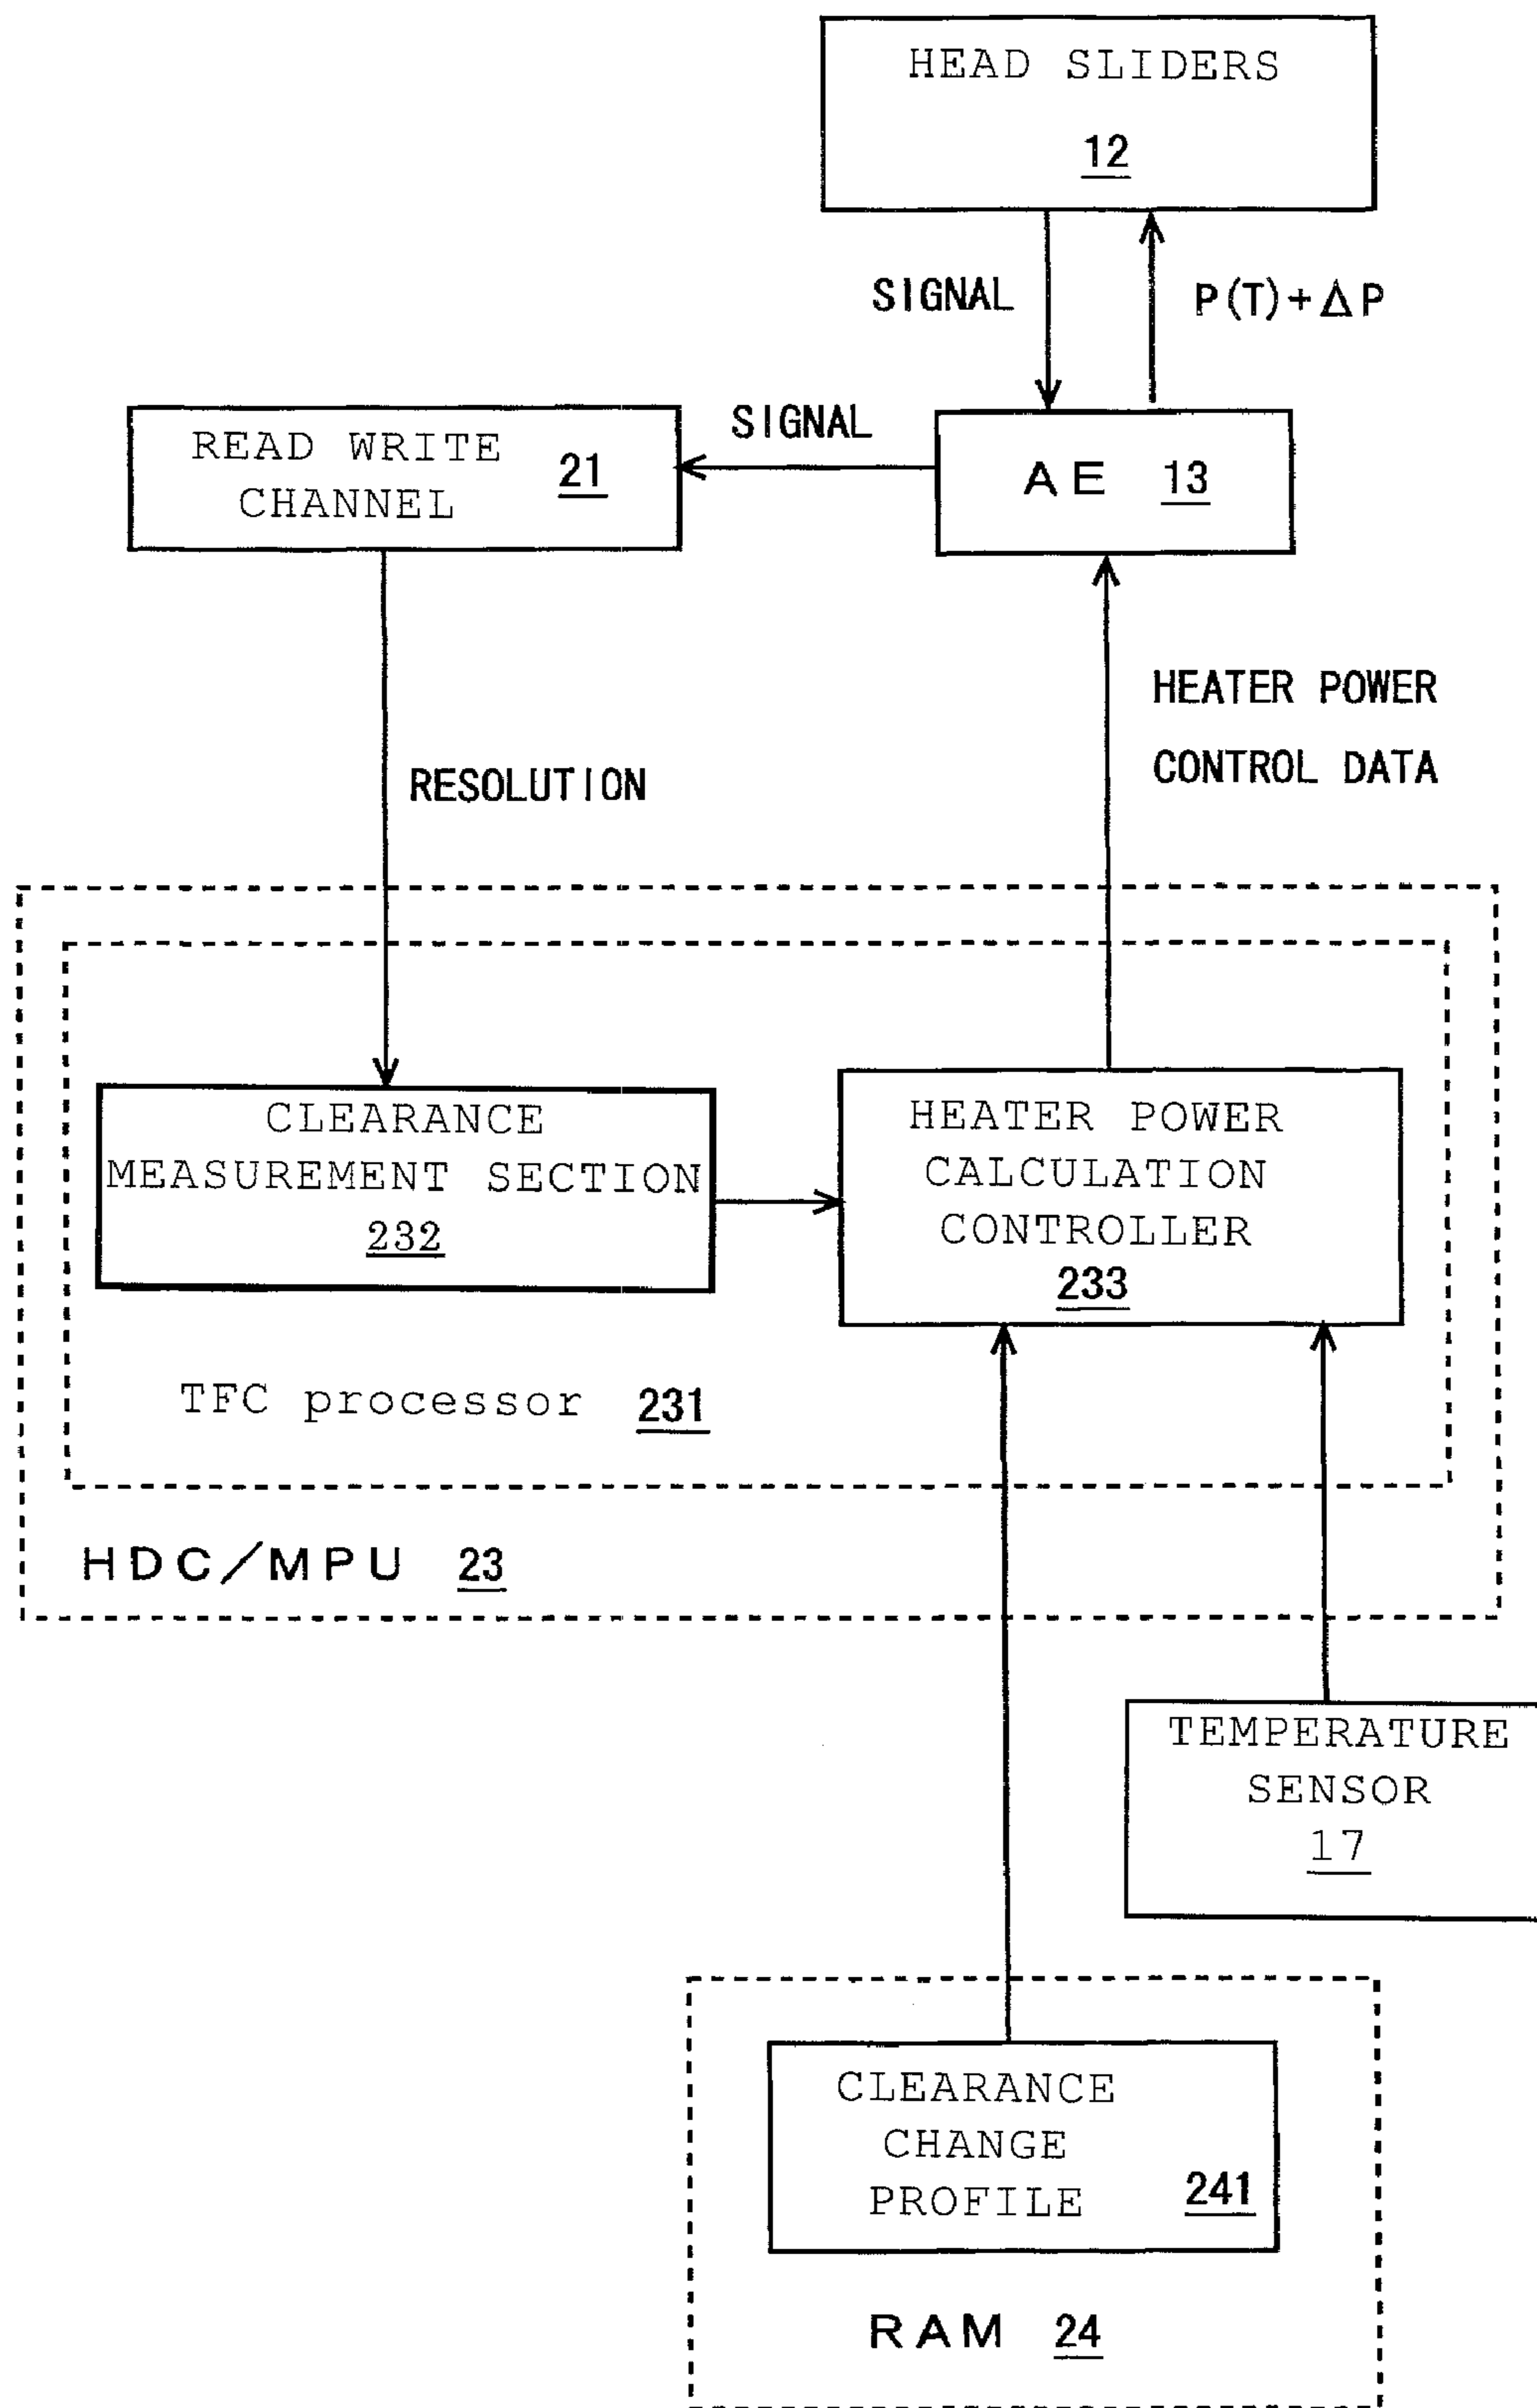 HEAD SLIDERS
12
SIGNAL
P(T)+ΔP
READ WRITE
CHANNEL
21
SIGNAL
AE 13
HEATER POWER
CONTROL DATA
RESOLUTION
CLEARANCE
MEASUREMENT SECTION
232
HEATER POWER
CALCULATION
CONTROLLER
233
TFC processor 231
HDC/MPU 23
TEMPERATURE
SENSOR
17
CLEARANCE
CHANGE
PROFILE
241
RAM 24